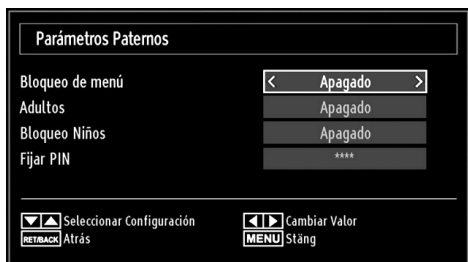 Parámetros Paternos
Bloqueo de menú < Apagado >
Adultos Apagado
Bloqueo Niños Apagado
Fijar PIN ****
Seleccionar Configuración Cambiar Valor
RET/BACK Atrás MENU Stäng